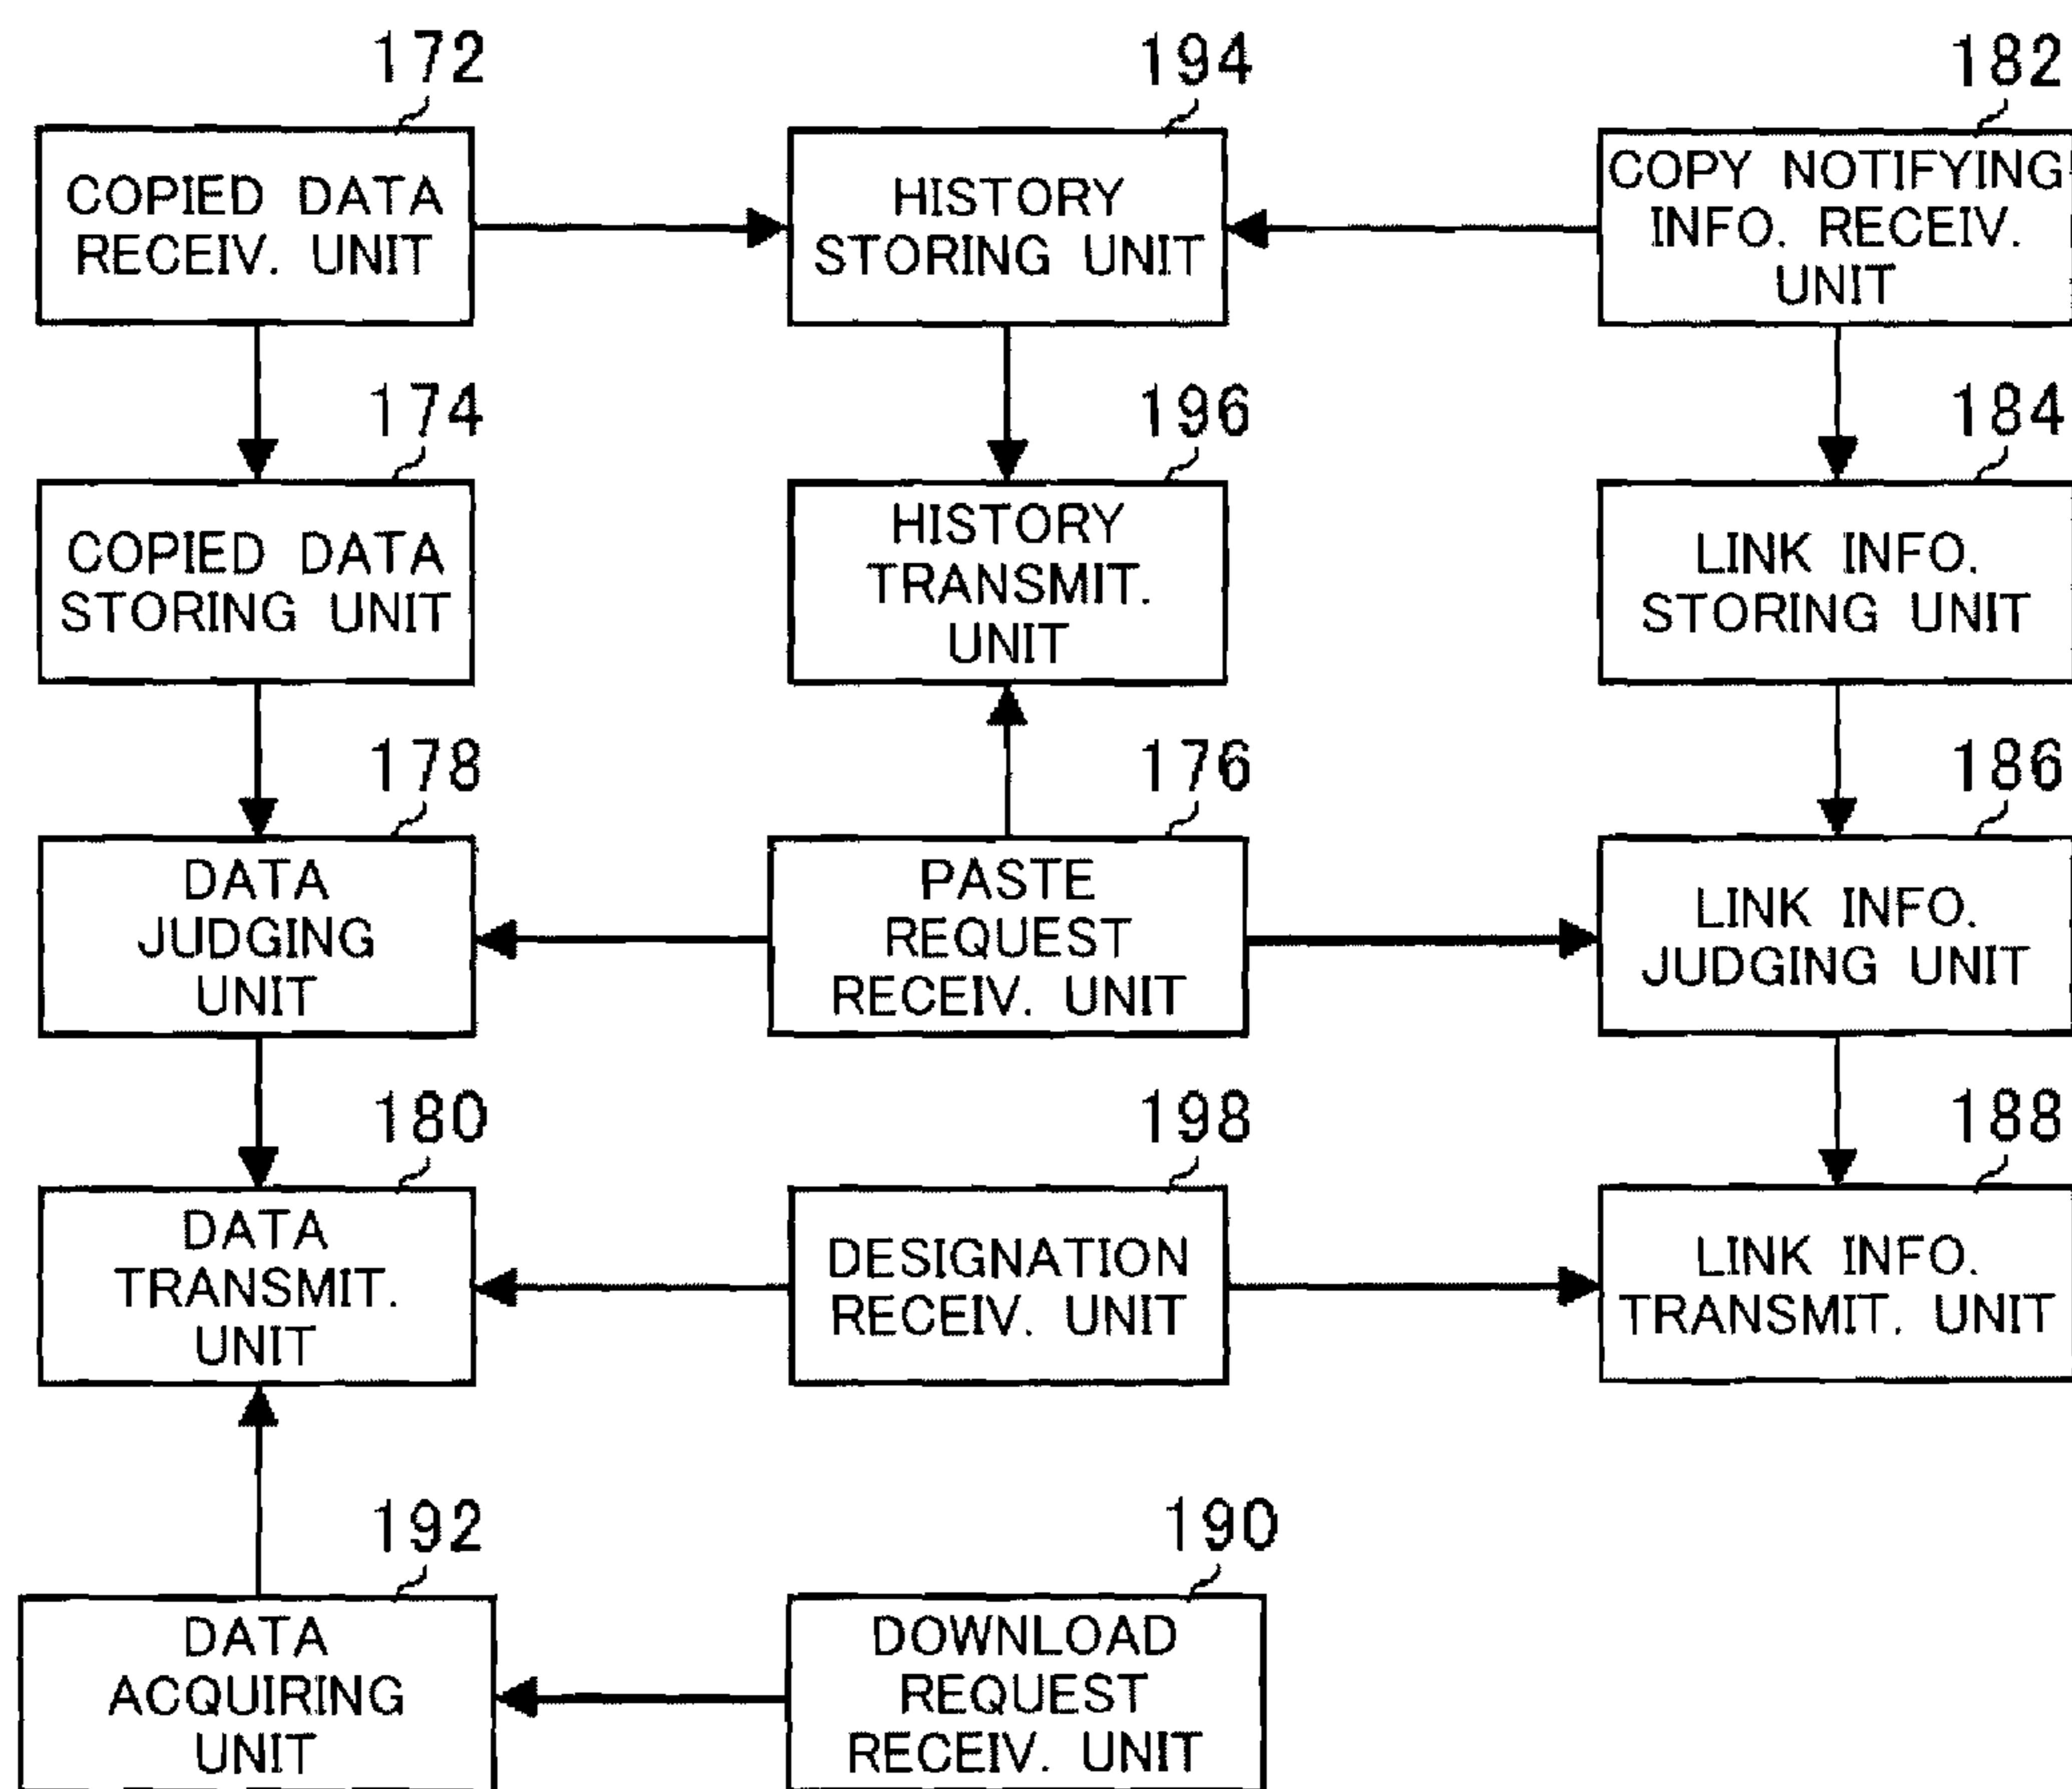 172
COPIED DATA
RECEIV. UNIT
194
HISTORY
STORING UNIT
182
COPY NOTIFYING
INFO. RECEIV.
UNIT
174
COPIED DATA
STORING UNIT
196
HISTORY
TRANSMIT.
UNIT
184
LINK INFO.
STORING UNIT
178
DATA
JUDGING
UNIT
176
PASTE
REQUEST
RECEIV. UNIT
186
LINK INFO.
JUDGING UNIT
180
DATA
TRANSMIT.
UNIT
198
DESIGNATION
RECEIV. UNIT
188
LINK INFO.
TRANSMIT. UNIT
192
DATA
ACQUIRING
UNIT
190
DOWNLOAD
REQUEST
RECEIV. UNIT